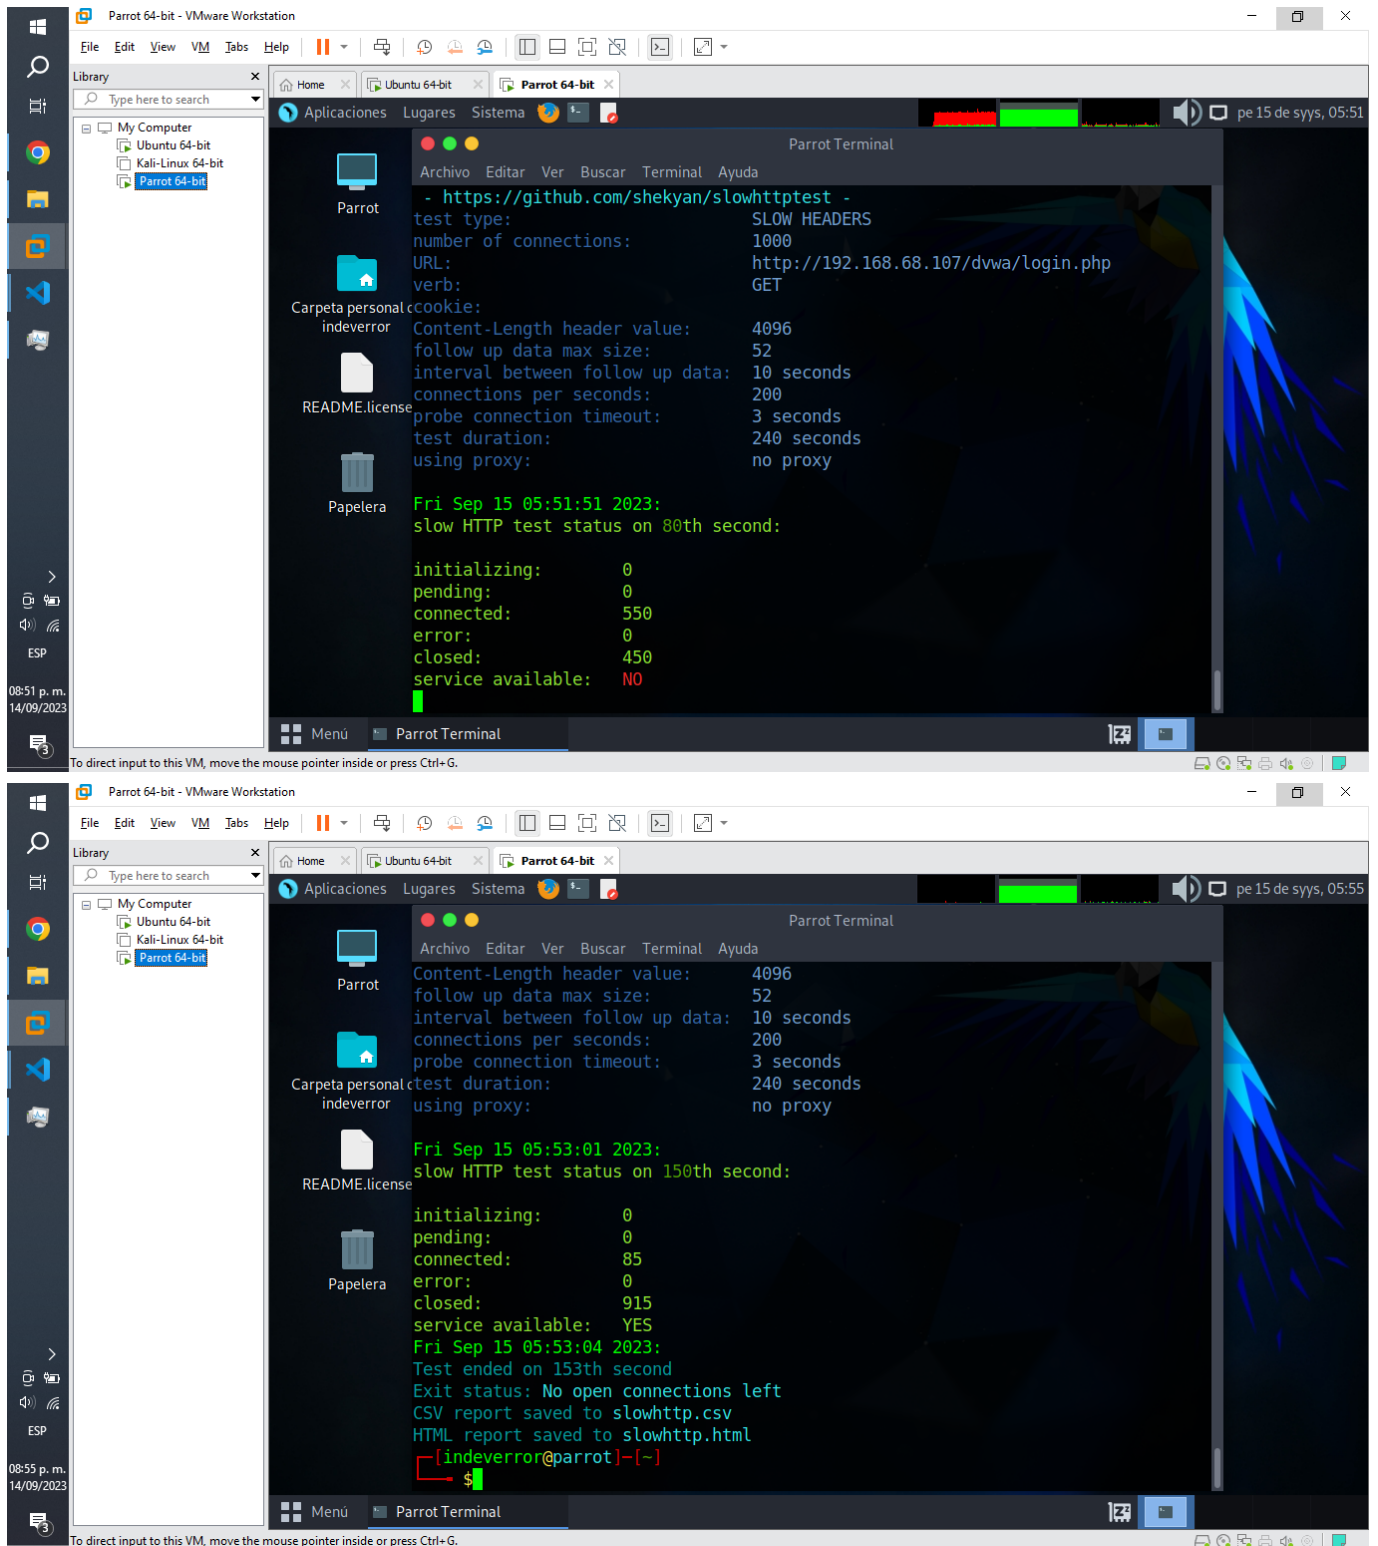 Parrot 64-bit - VMware Workstation
File Edit View VM Tabs Help
Library
Home Ubuntu 64-bit Parrot 64-bit
Type here to search
Aplicaciones Lugares Sistema pe 15 de syys, 05:51
My Computer
Ubuntu 64-bit
Kali-Linux 64-bit
Parrot 64-bit
Parrot Terminal
Archivo Editar Ver Buscar Terminal Ayuda
Parrot
Carpeta personal
indeverror
README.license
Papelera
- https://github.com/shekyan/slowhttptest -
test type: SLOW HEADERS
number of connections: 1000
URL: http://192.168.68.107/dvwa/login.php
verb: GET
cookie:
Content-Length header value: 4096
follow up data max size: 52
interval between follow up data: 10 seconds
connections per seconds: 200
probe connection timeout: 3 seconds
test duration: 240 seconds
using proxy: no proxy
Fri Sep 15 05:51:51 2023:
slow HTTP test status on 80th second:
initializing: 0
pending: 0
connected: 550
error: 0
closed: 450
service available: NO
ESP
08:51 p. m.
14/09/2023
3
Menú Parrot Terminal
To direct input to this VM, move the mouse pointer inside or press Ctrl+G.
Parrot 64-bit - VMware Workstation
File Edit View VM Tabs Help
Library
Home Ubuntu 64-bit Parrot 64-bit
Type here to search
Aplicaciones Lugares Sistema pe 15 de syys, 05:55
My Computer
Ubuntu 64-bit
Kali-Linux 64-bit
Parrot 64-bit
Parrot Terminal
Archivo Editar Ver Buscar Terminal Ayuda
Parrot
Carpeta personal
indeverror
README.license
Papelera
Content-Length header value: 4096
follow up data max size: 52
interval between follow up data: 10 seconds
connections per seconds: 200
probe connection timeout: 3 seconds
test duration: 240 seconds
using proxy: no proxy
Fri Sep 15 05:53:01 2023:
slow HTTP test status on 150th second:
initializing: 0
pending: 0
connected: 85
error: 0
closed: 915
service available: YES
Fri Sep 15 05:53:04 2023:
Test ended on 153th second
Exit status: No open connections left
CSV report saved to slowhttp.csv
HTML report saved to slowhttp.html
[indeverror@parrot]-[~]
$
ESP
08:55 p. m.
14/09/2023
3
Menú Parrot Terminal
To direct input to this VM, move the mouse pointer inside or press Ctrl+G.